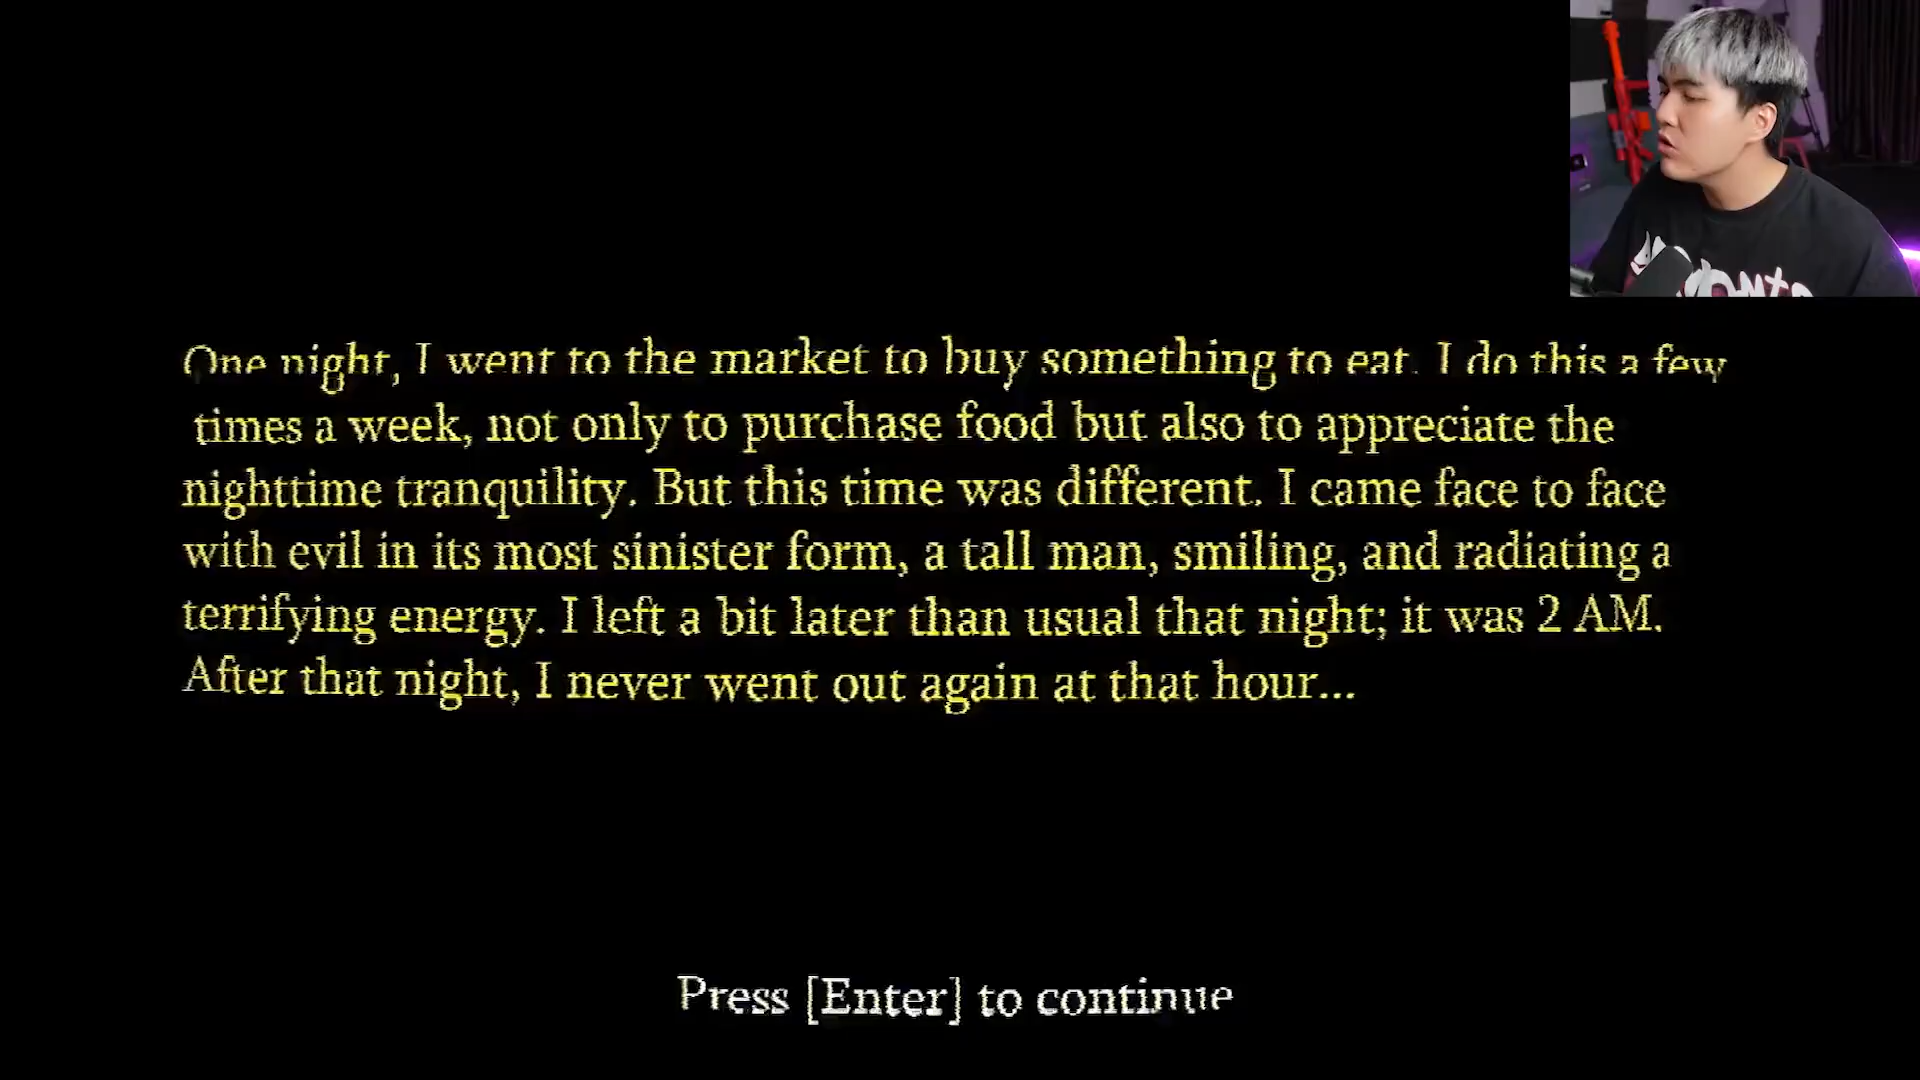 One night, I went to the market to buy something to eat. I do this a few
times a week, not only to purchase food but also to appreciate the
nighttime tranquility. But this time was different. I came face to face
with evil in its most sinister form, a tall man, smiling, and radiating a
terrifying energy. I left a bit later than usual that night; it was 2 AM.
After that night, I never went out again at that hour...
Press [Enter] to continue